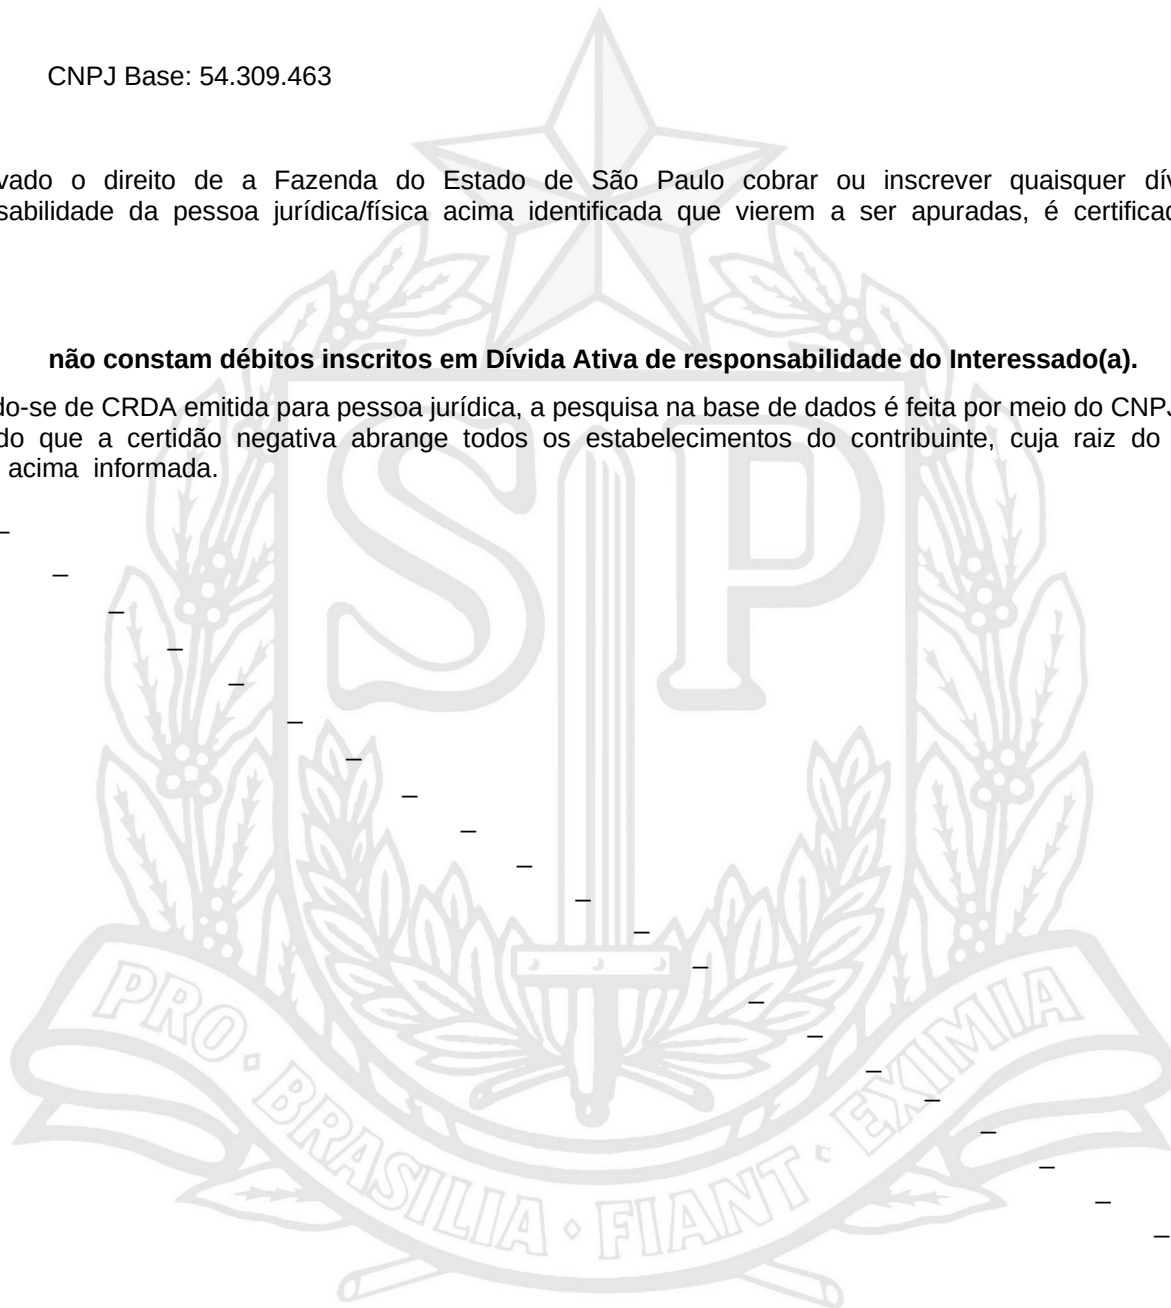 CNPJ Base: 54.309.463
vado o direito de a Fazenda do Estado de São Paulo cobrar ou inscrever quaisquer dív
sabilidade da pessoa jurídica/física acima identificada que vierem a ser apuradas, é certificad
não constam débitos inscritos em Dívida Ativa de responsabilidade do Interessado(a).
do-se de CRDA emitida para pessoa jurídica, a pesquisa na base de dados é feita por meio do CNPJ
do que a certidão negativa abrange todos os estabelecimentos do contribuinte, cuja raiz do
acima informada.
SP
PRO • BRASILIA • FIANT • EXIMIA